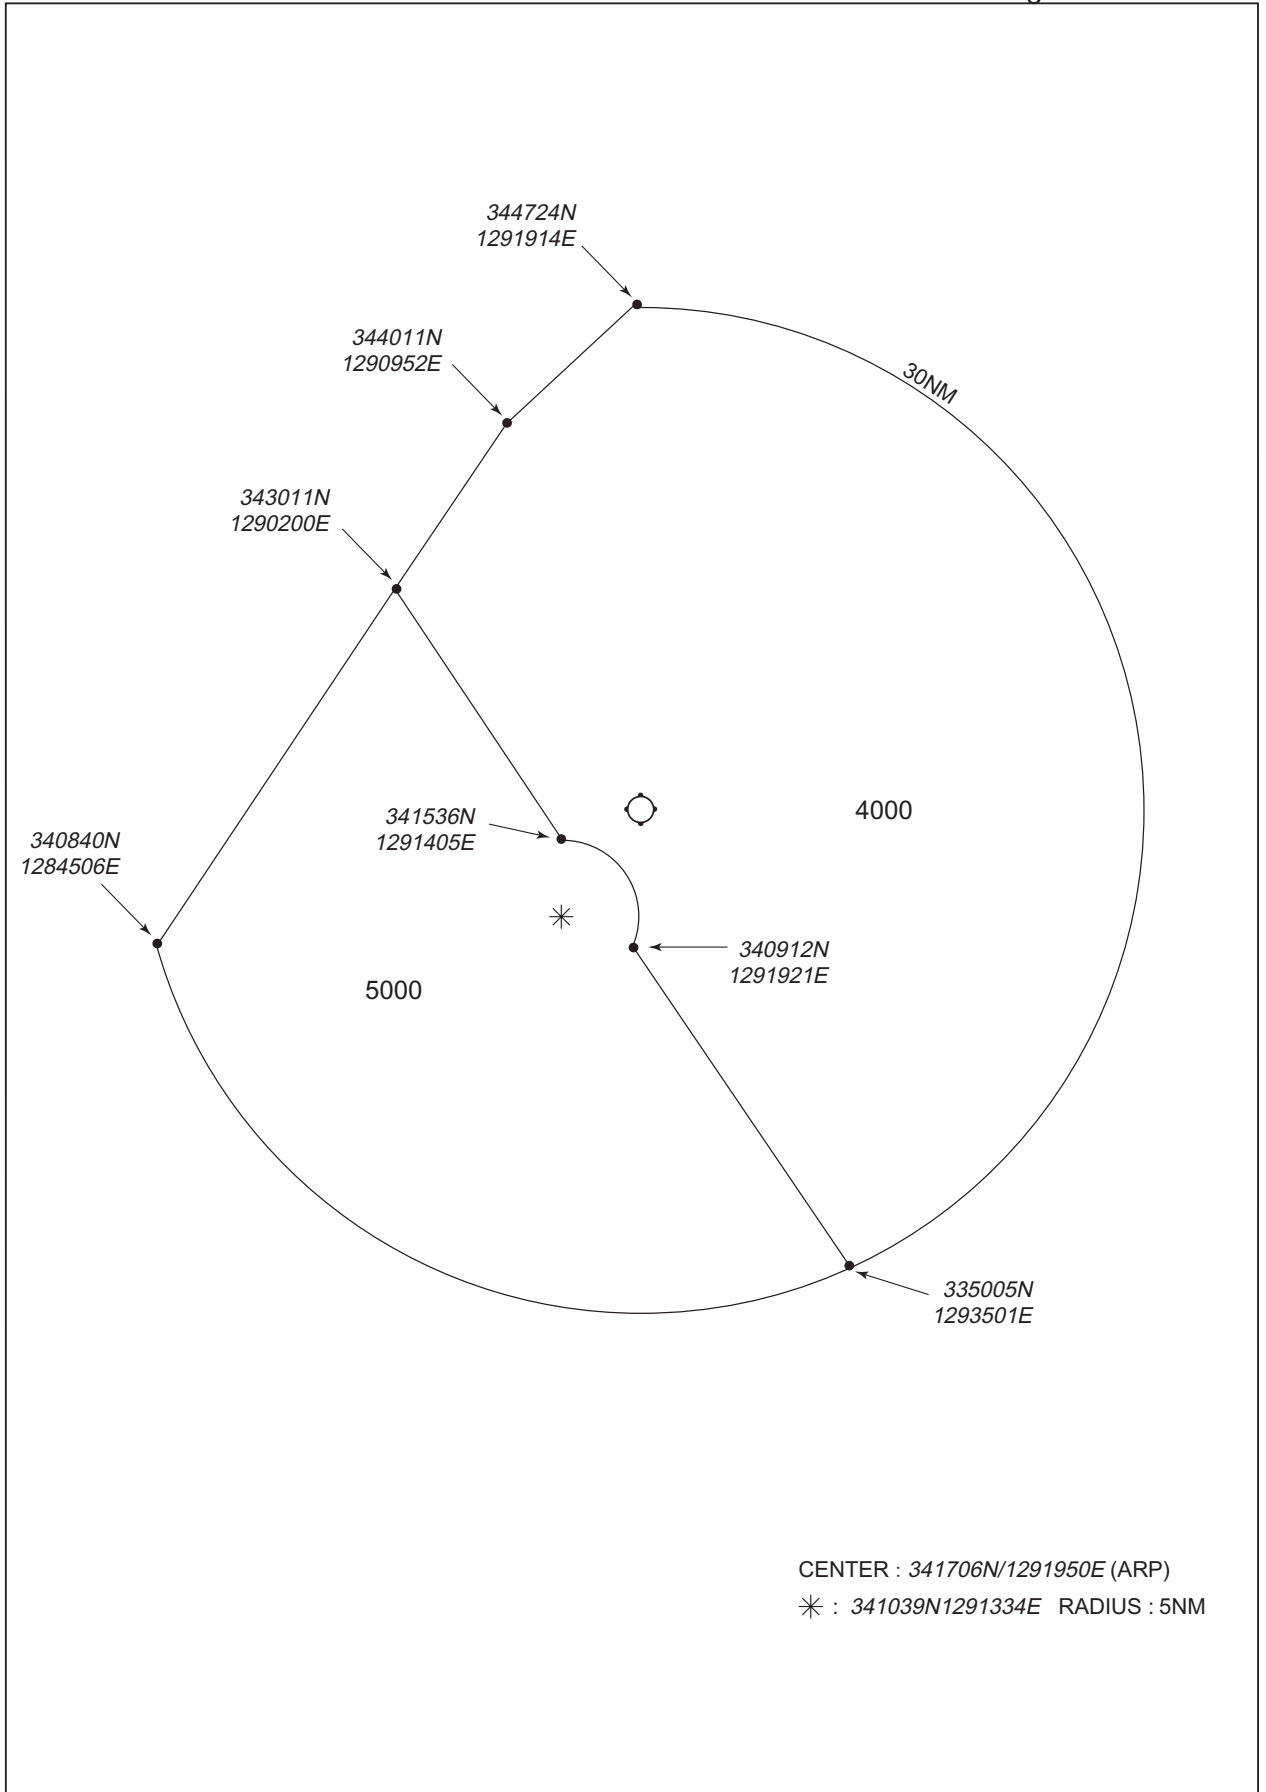 344724N
1291914E
344011N
1290952E
30NM
343011N
1290200E
341536N
1291405E
4000
340840N
1284506E
340912N
1291921E
5000
335005N
1293501E
CENTER : 341706N/1291950E (ARP)
: 341039N1291334E RADIUS : 5NM